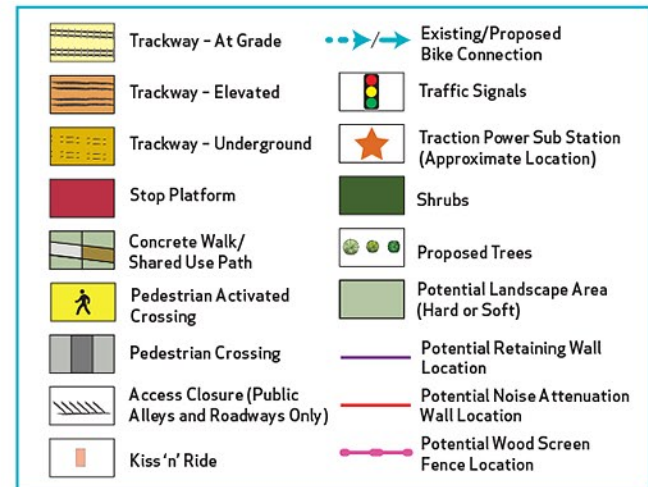 Trackway – At Grade
Trackway – Elevated
Trackway – Underground
Stop Platform
Concrete Walk/
Shared Use Path
Pedestrian Activated
Crossing
Pedestrian Crossing
Access Closure (Public
Alleys and Roadways Only)
Kiss ‘n’ Ride
Existing/Proposed
Bike Connection
Traffic Signals
Traction Power Sub Station
(Approximate Location)
Shrubs
Proposed Trees
Potential Landscape Area
(Hard or Soft)
Potential Retaining Wall
Location
Potential Noise Attenuation
Wall Location
Potential Wood Screen
Fence Location